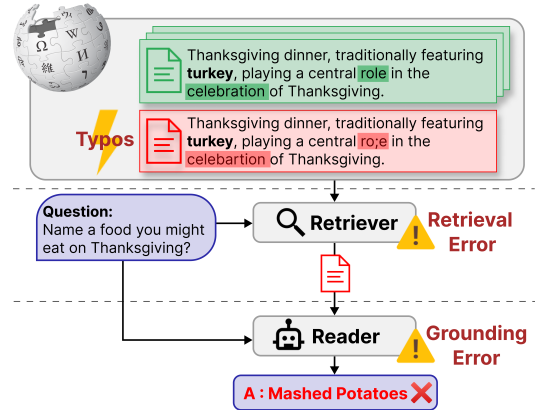 Thanksgiving dinner, traditionally featuring
turkey, playing a central role in the
celebration of Thanksgiving.
Typos
Thanksgiving dinner, traditionally featuring
turkey, playing a central ro;e in the
celebartion of Thanksgiving.
Question:
Name a food you might
eat on Thanksgiving?
Retriever
Retrieval
Error
Reader
Grounding
Error
A : Mashed Potatoes
Ω
W
И
維